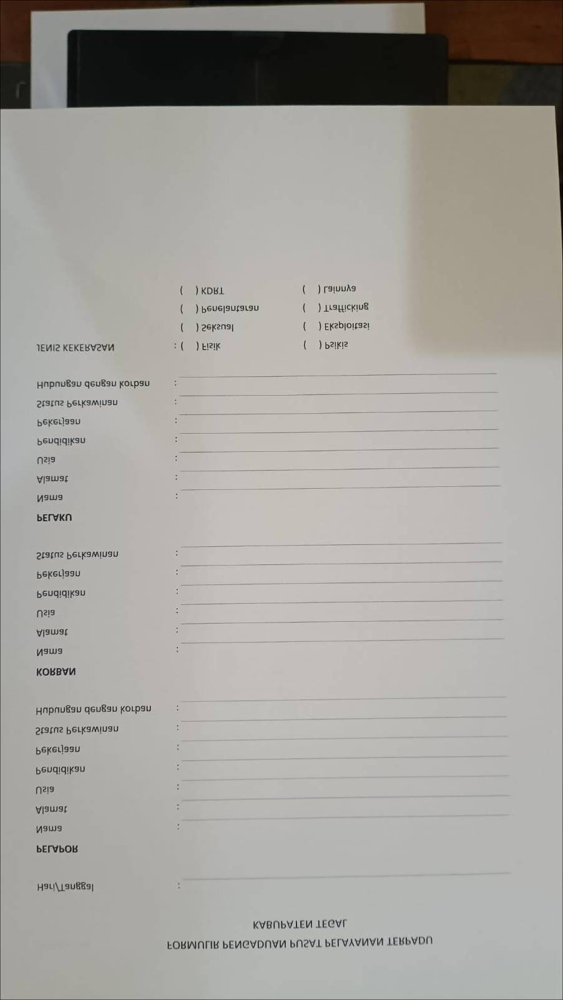 FORMULIR PENGADUAN PUSAT PELAYANAN TERPADU
KABUPATEN TEGAL
Hari/Tanggal :
PELAPOR
Nama :
Alamat :
Usia :
Pendidikan :
Pekerjaan :
Status Perkawinan :
Hubungan dengan korban :
KORBAN
Nama :
Alamat :
Usia :
Pendidikan :
Pekerjaan :
Status Perkawinan :
PELAKU
Nama :
Alamat :
Usia :
Pendidikan :
Pekerjaan :
Status Perkawinan :
Hubungan dengan korban :
JENIS KEKERASAN : ( ) Fisik ( ) Psikis
( ) Seksual ( ) Eksploitasi
( ) Penelantaran ( ) Trafficking
( ) KDRT ( ) Lainnya